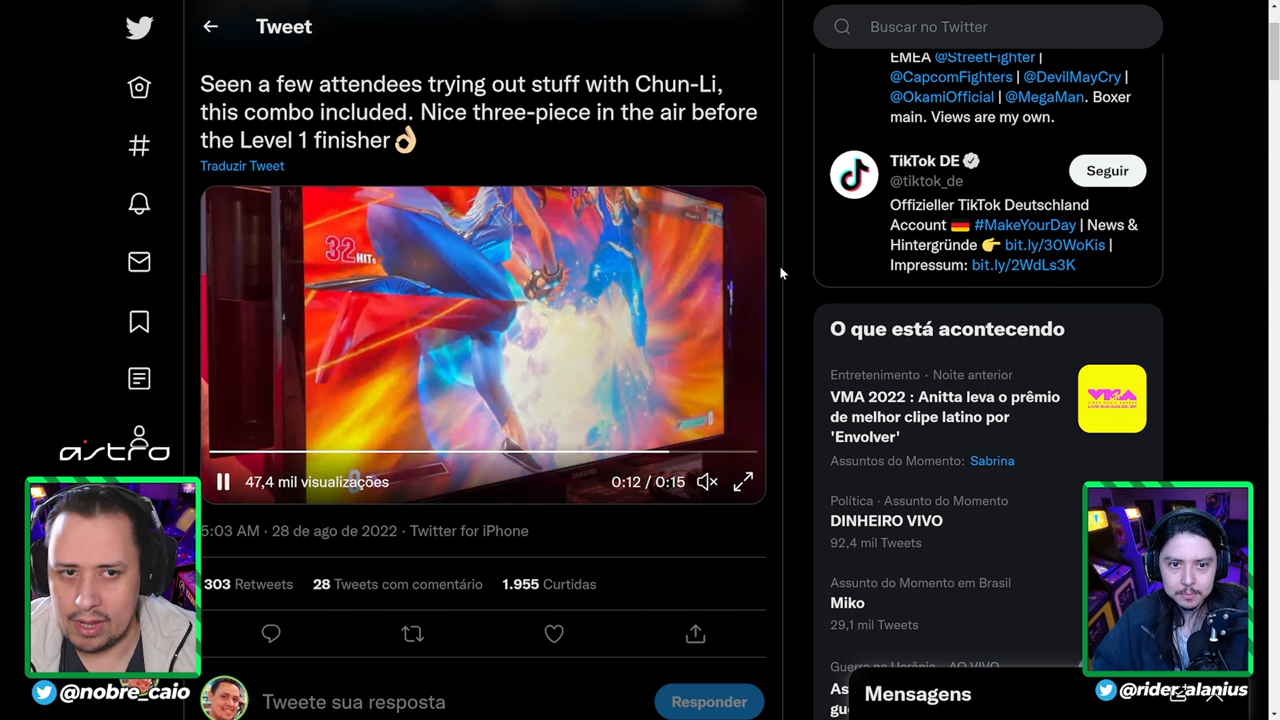 Tweet
Seen a few attendees trying out stuff with Chun-Li,
this combo included. Nice three-piece in the air before
the Level 1 finisher👌🏼
Traduzir Tweet
32 HITs
47,4 mil visualizações
0:12 / 0:15
5:03 AM · 28 de ago de 2022 · Twitter for iPhone
303 Retweets 28 Tweets com comentário 1.955 Curtidas
Tweete sua resposta
Responder
astro
@nobre_caio
Buscar no Twitter
EMEA @StreetFighter |
@CapcomFighters | @DevilMayCry |
@OkamiOfficial | @MegaMan. Boxer
main. Views are my own.
TikTok DE
@tiktok_de
Seguir
Offizieller TikTok Deutschland
Account 🇩🇪 #MakeYourDay | News &
Hintergründe 👉 bit.ly/30WoKis |
Impressum: bit.ly/2WdLs3K
O que está acontecendo
Entretenimento · Noite anterior
VMA 2022 : Anitta leva o prêmio
de melhor clipe latino por
'Envolver'
Assuntos do Momento: Sabrina
VMA
Política · Assunto do Momento
DINHEIRO VIVO
92,4 mil Tweets
Assunto do Momento em Brasil
Miko
29,1 mil Tweets
Guerra na Ucrânia · AO VIVO
As
Mensagens
@rider_alanius